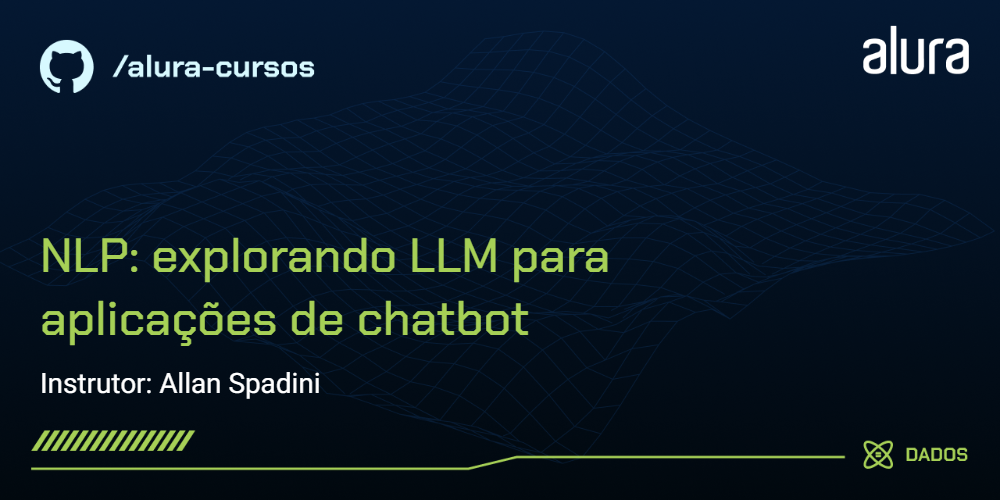 /alura-cursos
alura
NLP: explorando LLM para
aplicações de chatbot
Instrutor: Allan Spadini
DADOS